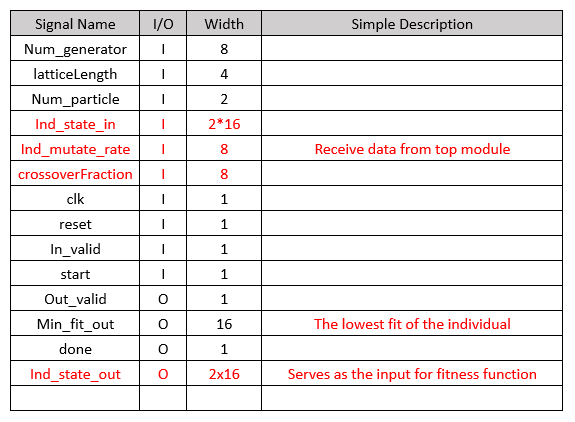 Signal Name I/O Width Simple Description
Num_generator I 8
latticeLength I 4
Num_particle I 2
Ind_state_in I 2*16
Ind_mutate_rate I 8 Receive data from top module
crossoverFraction I 8
clk I 1
reset I 1
In_valid I 1
start I 1
Out_valid O 1
Min_fit_out O 16 The lowest fit of the individual
done O 1
Ind_state_out O 2x16 Serves as the input for fitness function